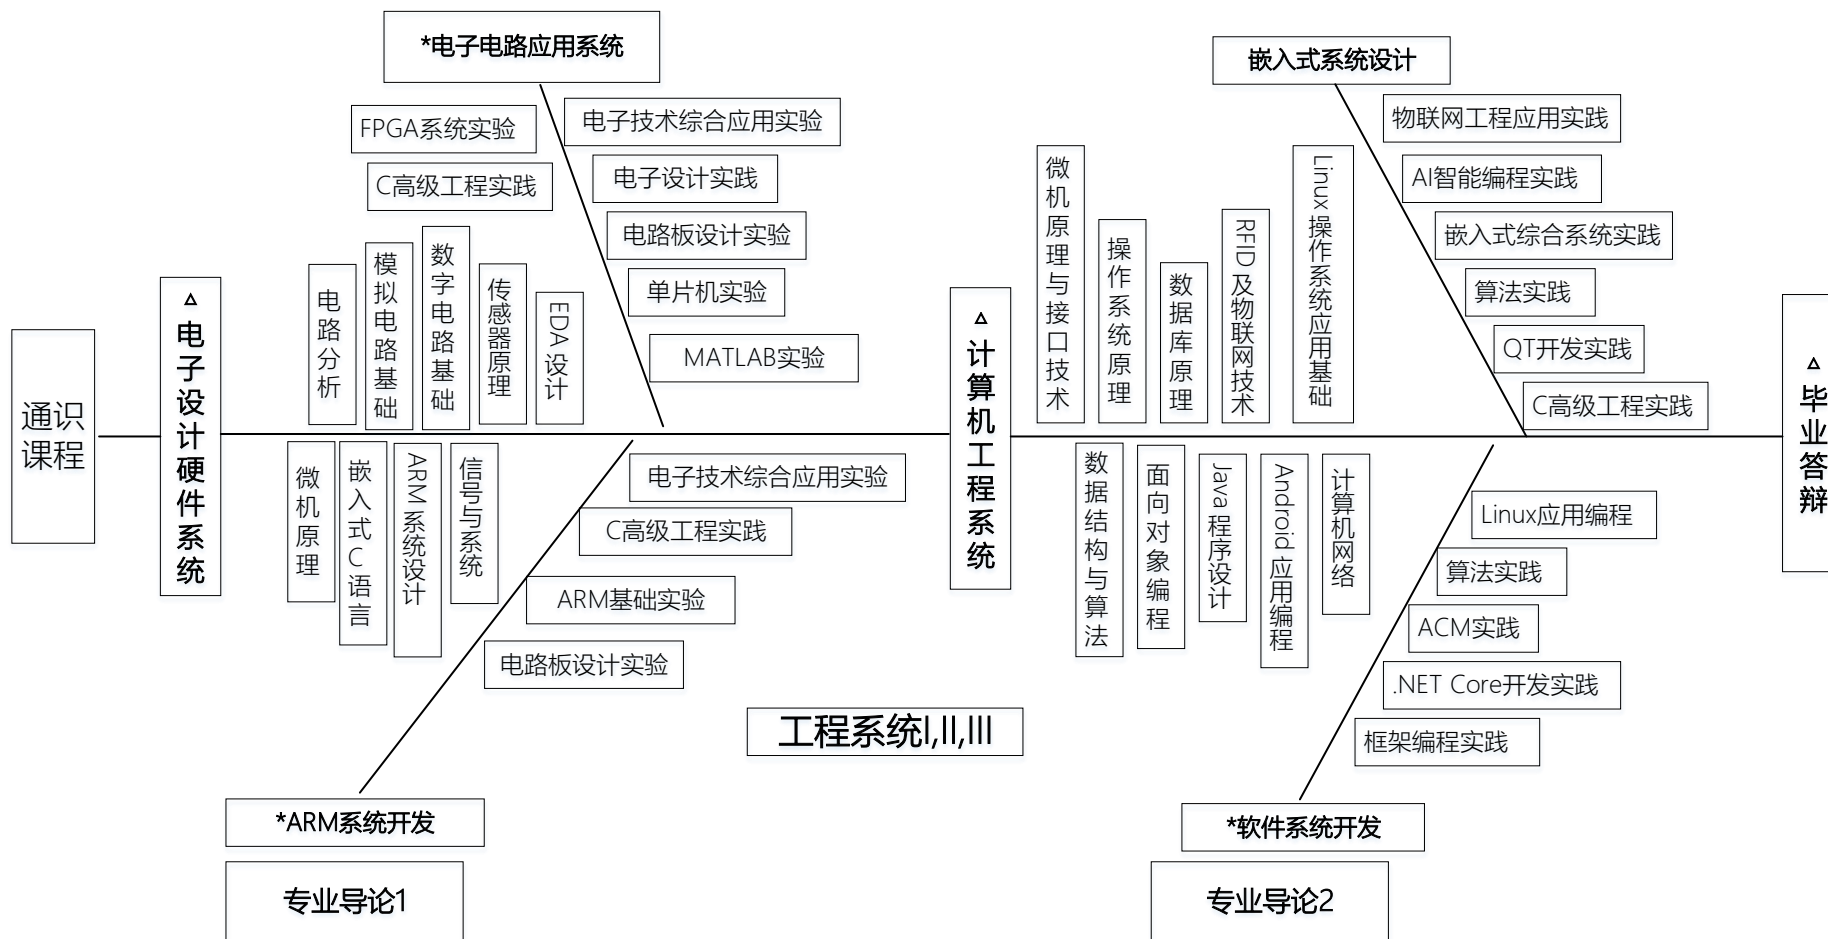 *电子电路应用系统
嵌入式系统设计
FPGA系统实验
C高级工程实践
电子技术综合应用实验
电子设计实践
电路板设计实验
单片机实验
MATLAB实验
物联网工程应用实践
AI智能编程实践
嵌入式综合系统实践
算法实践
QT开发实践
C高级工程实践
通识
课程
△电子设计硬件系统
电路分析
模拟电路基础
数字电路基础
传感器原理
EDA设计
△计算机工程系统
微机原理与接口技术
操作系统原理
数据库原理
RFID及物联网技术
Linux操作系统应用基础
△毕业答辩
微机原理
嵌入式C语言
ARM系统设计
信号与系统
电子技术综合应用实验
C高级工程实践
ARM基础实验
电路板设计实验
数据结构与算法
面向对象编程
Java程序设计
Android应用编程
计算机网络
Linux应用编程
算法实践
ACM实践
.NET Core开发实践
框架编程实践
工程系统I,II,III
*ARM系统开发
*软件系统开发
专业导论1
专业导论2